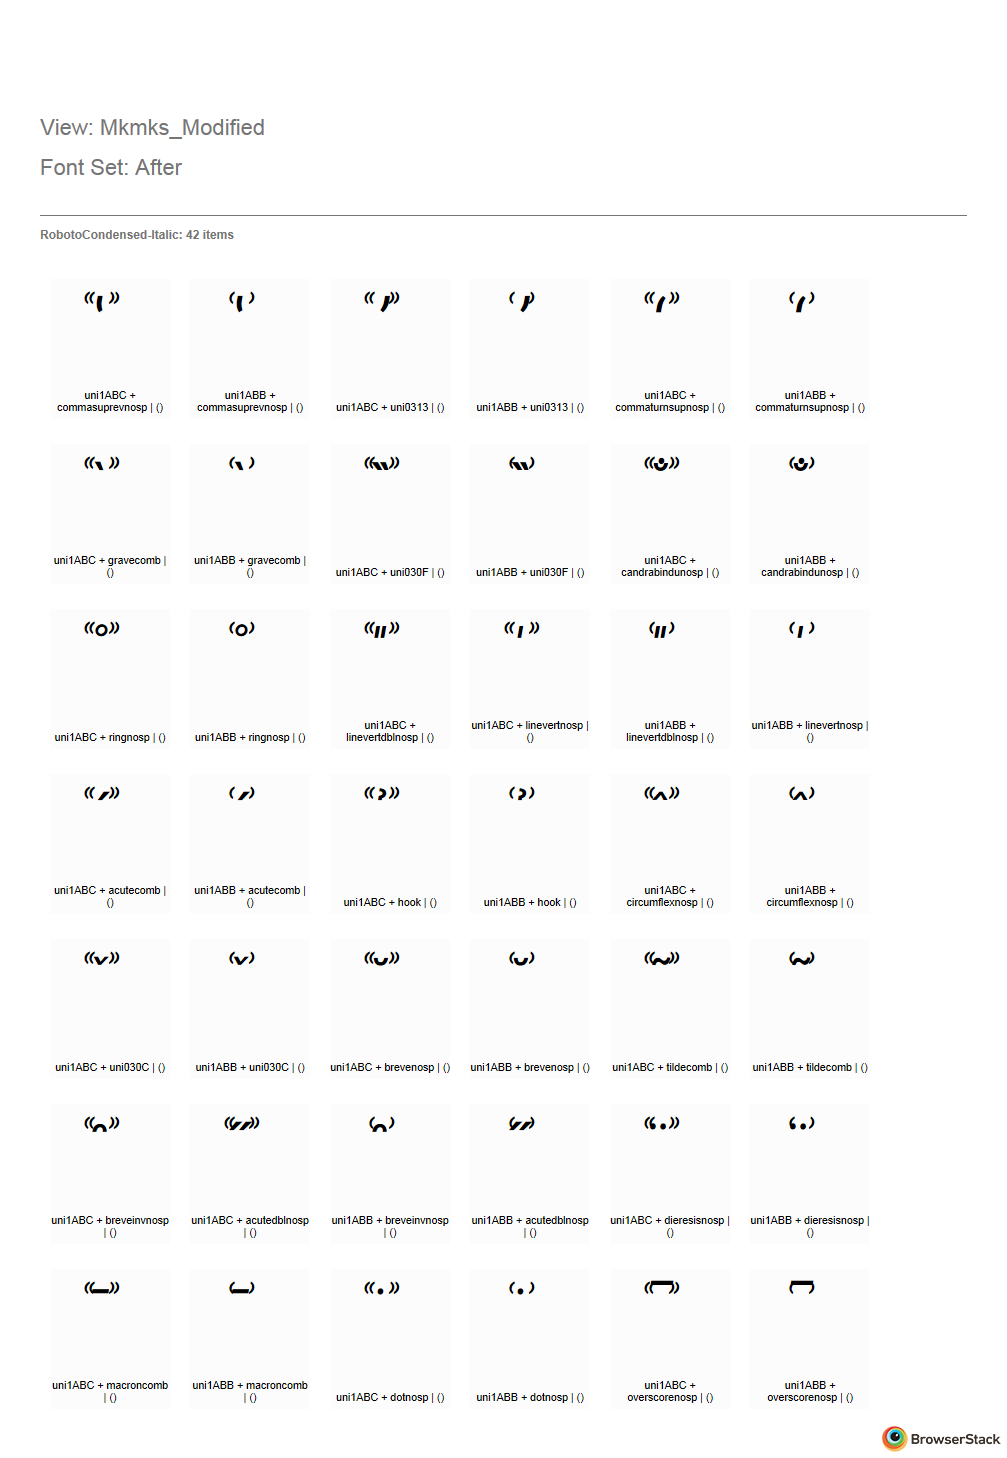 View: Mkmks_Modified
Font Set: After
RobotoCondensed-Italic: 42 items
uni1ABC +
commasuprevnosp | ()
uni1ABB +
commasuprevnosp | ()
uni1ABC + uni0313 | ()
uni1ABB + uni0313 | ()
uni1ABC +
commaturnsupnosp | ()
uni1ABB +
commaturnsupnosp | ()
uni1ABC + gravecomb |
()
uni1ABB + gravecomb |
()
uni1ABC + uni030F | ()
uni1ABB + uni030F | ()
uni1ABC +
candrabindunosp | ()
uni1ABB +
candrabindunosp | ()
uni1ABC + ringnosp | ()
uni1ABB + ringnosp | ()
uni1ABC +
linevertdblnosp | ()
uni1ABC + linevertnosp |
()
uni1ABB +
linevertdblnosp | ()
uni1ABB + linevertnosp |
()
uni1ABC + acutecomb |
()
uni1ABB + acutecomb |
()
uni1ABC + hook | ()
uni1ABB + hook | ()
uni1ABC +
circumflexnosp | ()
uni1ABB +
circumflexnosp | ()
uni1ABC + uni030C | ()
uni1ABB + uni030C | ()
uni1ABC + brevenosp | ()
uni1ABB + brevenosp | ()
uni1ABC + tildecomb | ()
uni1ABB + tildecomb | ()
uni1ABC + breveinvnosp
| ()
uni1ABC + acutedblnosp
| ()
uni1ABB + breveinvnosp
| ()
uni1ABB + acutedblnosp
| ()
uni1ABC + dieresisnosp |
()
uni1ABB + dieresisnosp |
()
uni1ABC + macroncomb
| ()
uni1ABB + macroncomb
| ()
uni1ABC + dotnosp | ()
uni1ABB + dotnosp | ()
uni1ABC +
overscorenosp | ()
uni1ABB +
overscorenosp | ()
BrowserStack